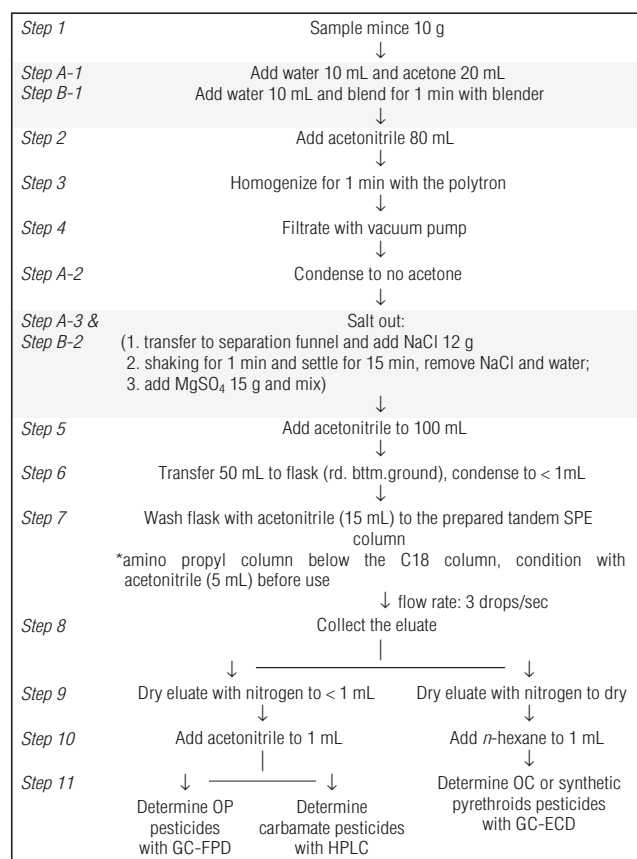 Step 1 Sample mince 10 g
↓
Step A-1 Add water 10 mL and acetone 20 mL
Step B-1 Add water 10 mL and blend for 1 min with blender
↓
Step 2 Add acetonitrile 80 mL
↓
Step 3 Homogenize for 1 min with the polytron
↓
Step 4 Filtrate with vacuum pump
↓
Step A-2 Condense to no acetone
↓
Step A-3 & Salt out:
Step B-2 (1. transfer to separation funnel and add NaCl 12 g
2. shaking for 1 min and settle for 15 min, remove NaCl and water;
3. add MgSO₄ 15 g and mix)
↓
Step 5 Add acetonitrile to 100 mL
↓
Step 6 Transfer 50 mL to flask (rd. bttm.ground), condense to < 1mL
↓
Step 7 Wash flask with acetonitrile (15 mL) to the prepared tandem SPE
column
*amino propyl column below the C18 column, condition with
acetonitrile (5 mL) before use
↓ flow rate: 3 drops/sec
Step 8 Collect the eluate
↓ ↓
Step 9 Dry eluate with nitrogen to < 1 mL Dry eluate with nitrogen to dry
↓ ↓
Step 10 Add acetonitrile to 1 mL Add n-hexane to 1 mL
Step 11 ↓ ↓ ↓
Determine OC or synthetic
pyrethroids pesticides
with GC-ECD
Determine OP
pesticides
with GC-FPD
Determine
carbamate pesticides
with HPLC